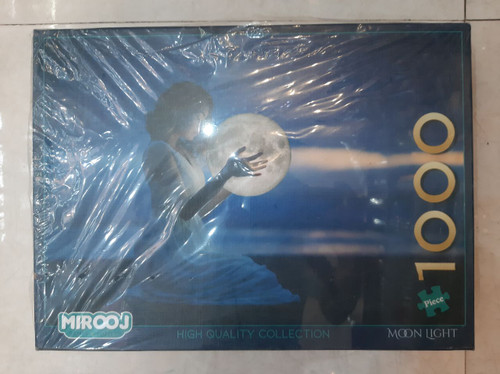 1000
Piece
MIROOJ
HIGH QUALITY COLLECTION
MOON LIGHT